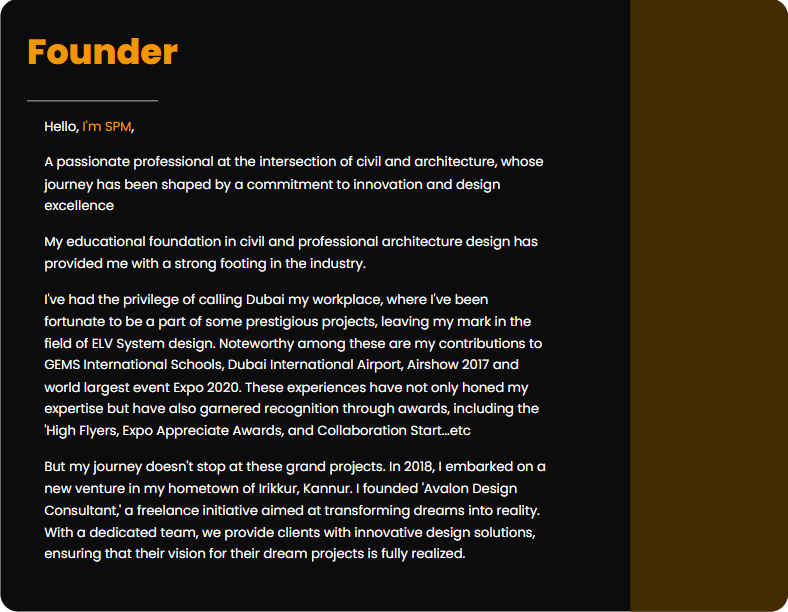 Founder
Hello, I'm SPM,
A passionate professional at the intersection of civil and architecture, whose
journey has been shaped by a commitment to innovation and design
excellence
My educational foundation in civil and professional architecture design has
provided me with a strong footing in the industry.
I've had the privilege of calling Dubai my workplace, where I've been
fortunate to be a part of some prestigious projects, leaving my mark in the
field of ELV System design. Noteworthy among these are my contributions to
GEMS International Schools, Dubai International Airport, Airshow 2017 and
world largest event Expo 2020. These experiences have not only honed my
expertise but have also garnered recognition through awards, including the
'High Flyers, Expo Appreciate Awards, and Collaboration Start...etc
But my journey doesn't stop at these grand projects. In 2018, I embarked on a
new venture in my hometown of Irikkur, Kannur. I founded 'Avalon Design
Consultant,' a freelance initiative aimed at transforming dreams into reality.
With a dedicated team, we provide clients with innovative design solutions,
ensuring that their vision for their dream projects is fully realized.